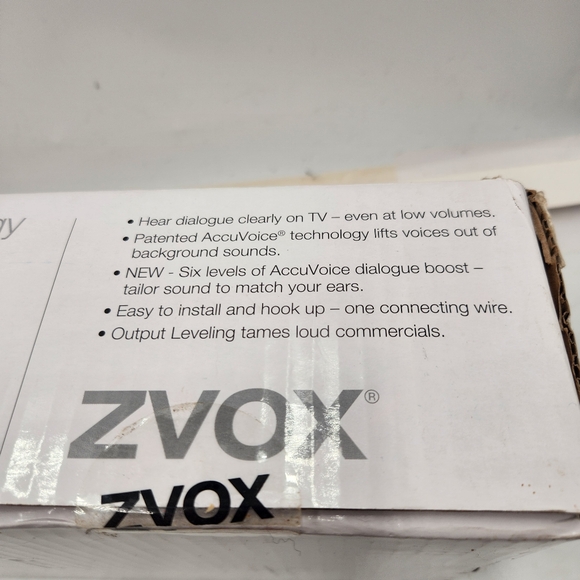 • Hear dialogue clearly on TV – even at low volumes.
• Patented AccuVoice® technology lifts voices out of
background sounds.
• NEW - Six levels of AccuVoice dialogue boost –
tailor sound to match your ears.
• Easy to install and hook up – one connecting wire.
• Output Leveling tames loud commercials.
ZVOX®
ZVOX